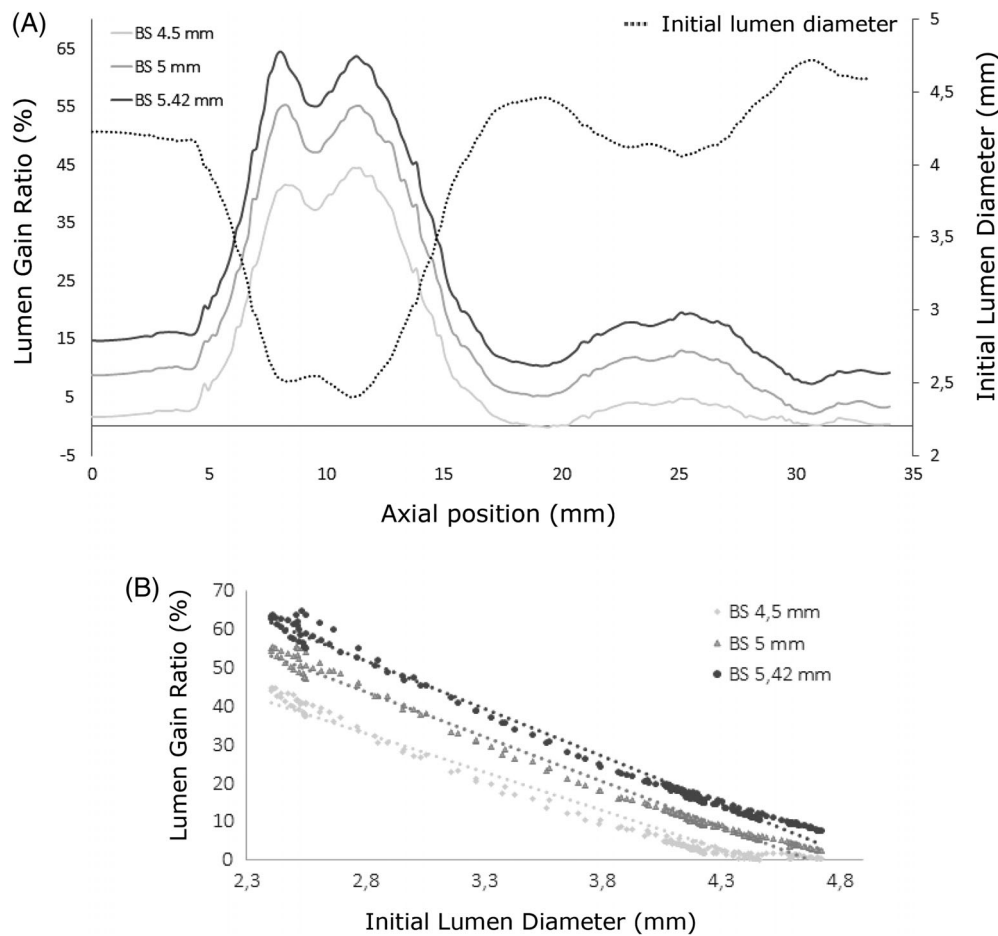 (A)
BS 4.5 mm
BS 5 mm
BS 5.42 mm
Initial lumen diameter
Lumen Gain Ratio (%)
65
55
45
35
25
15
5
-5
5
4,5
4
3,5
3
2,5
2
Initial Lumen Diameter (mm)
0 5 10 15 20 25 30 35
Axial position (mm)
(B)
Lumen Gain Ratio (%)
70
60
50
40
30
20
10
0
BS 4,5 mm
BS 5 mm
BS 5,42 mm
2,3 2,8 3,3 3,8 4,3 4,8
Initial Lumen Diameter (mm)